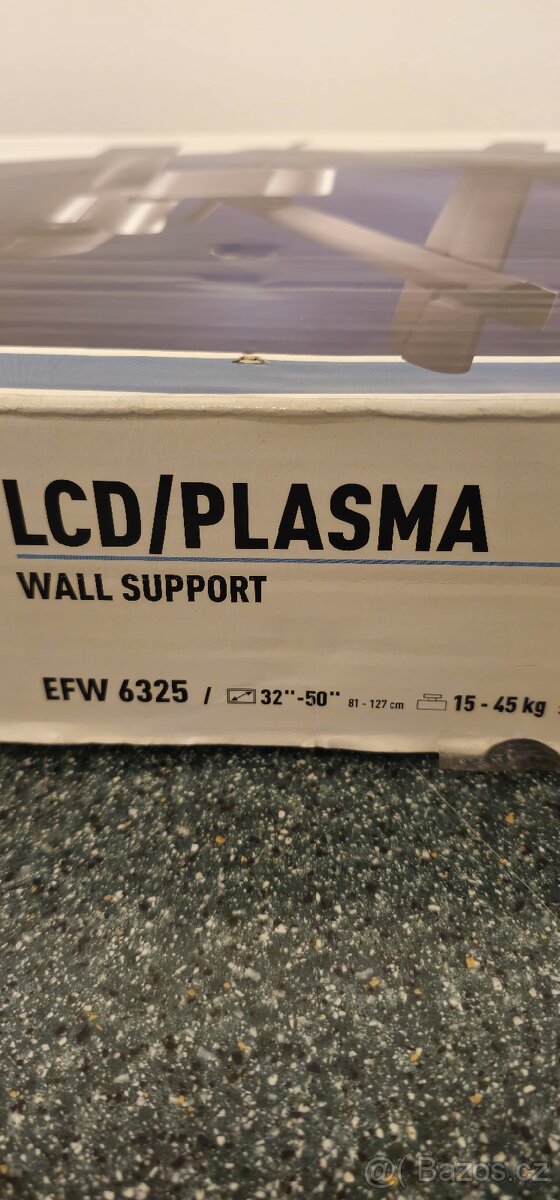 LCD/PLASMA
WALL SUPPORT
EFW 6325 / 32"-50" 81 - 127 cm 15 - 45 kg
Bazos.cz